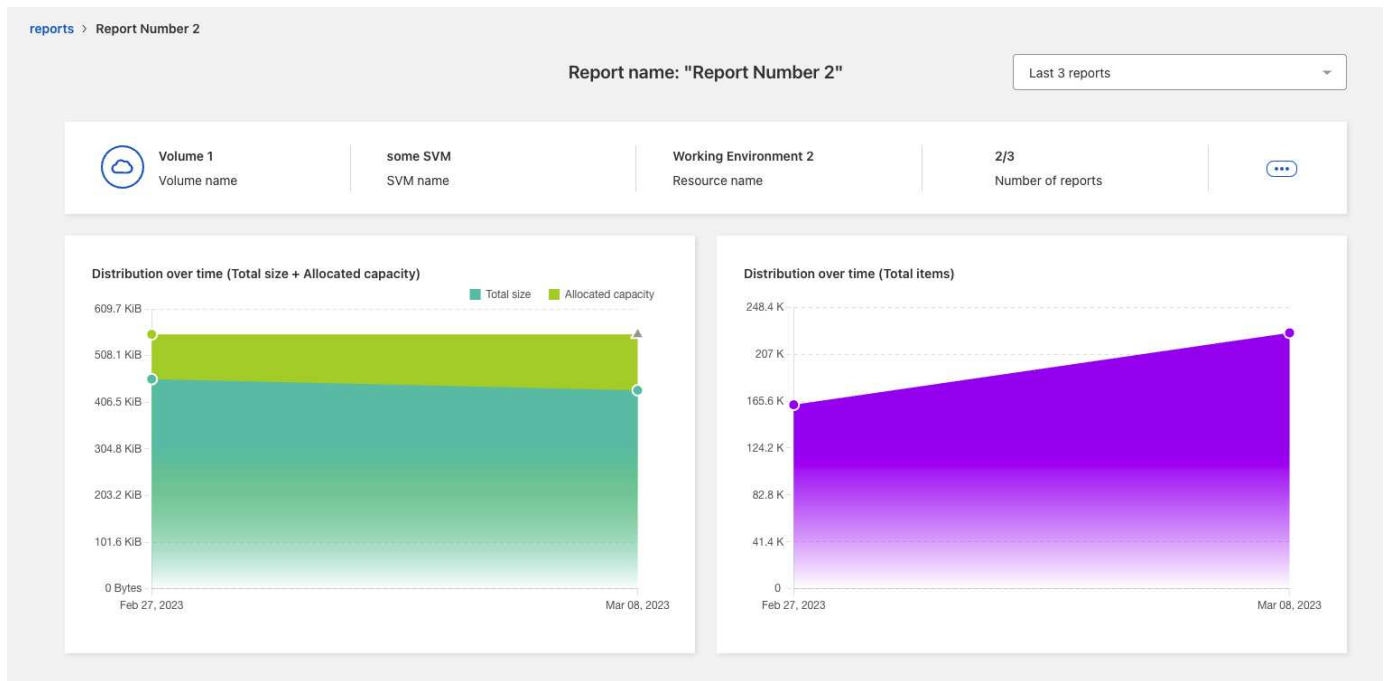 reports > Report Number 2
Report name: "Report Number 2"
Last 3 reports
Volume 1
Volume name
some SVM
SVM name
Working Environment 2
Resource name
2/3
Number of reports
Distribution over time (Total size + Allocated capacity)
Total size
Allocated capacity
609.7 KiB
508.1 KiB
406.5 KiB
304.8 KiB
203.2 KiB
101.6 KiB
0 Bytes
Feb 27, 2023
Mar 08, 2023
Distribution over time (Total items)
248.4 K
207 K
165.6 K
124.2 K
82.8 K
41.4 K
0
Feb 27, 2023
Mar 08, 2023